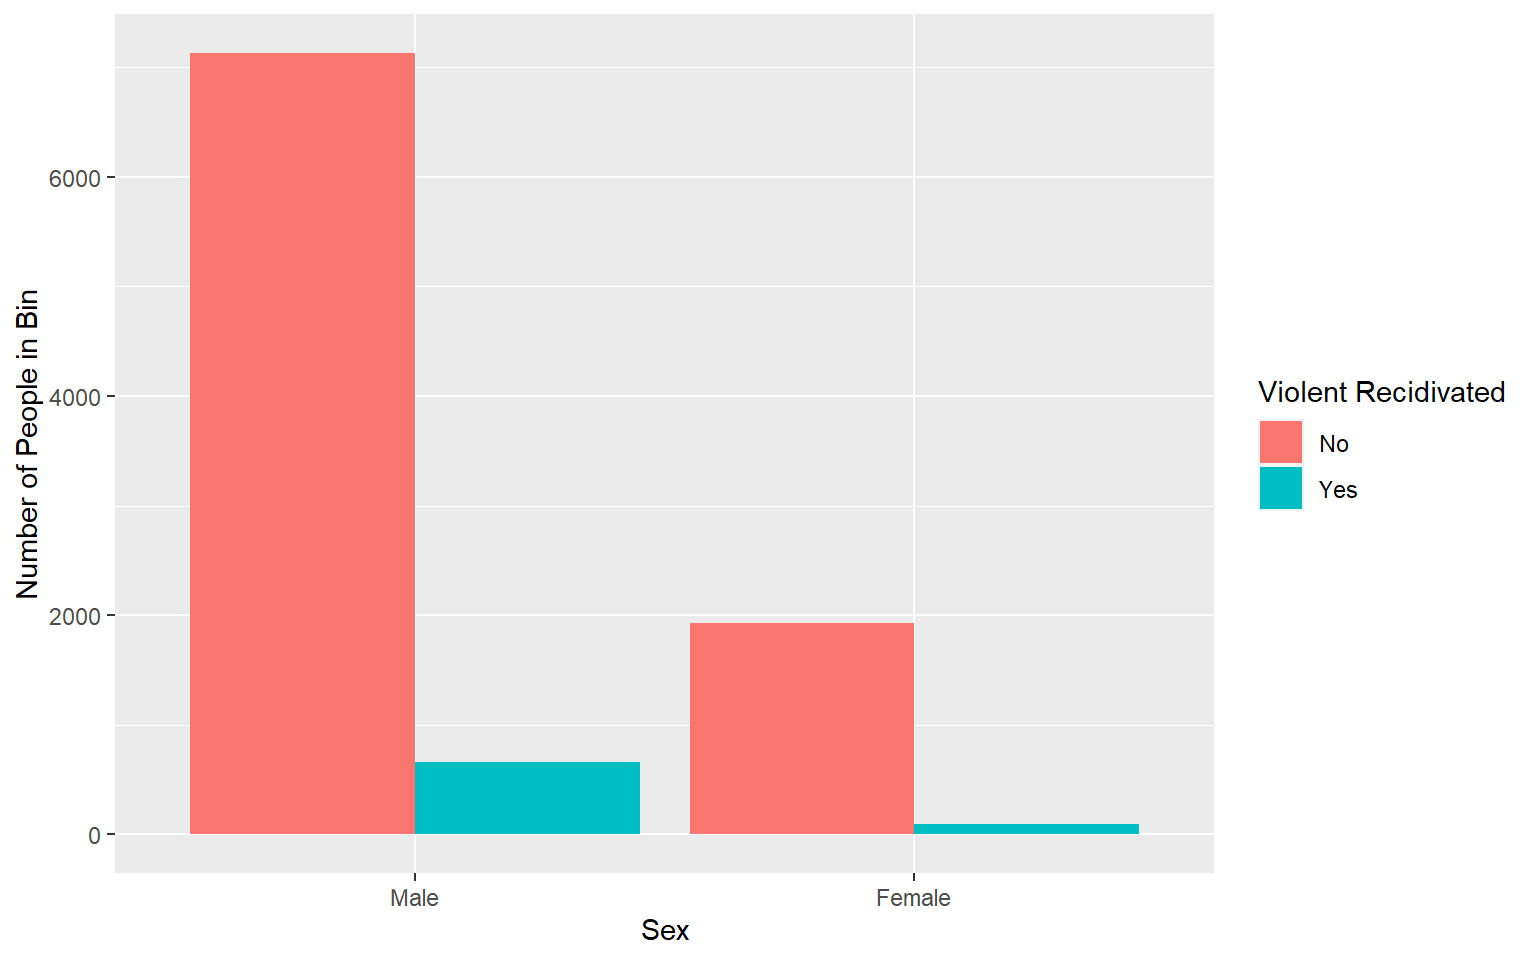 Number of People in Bin
6000
4000
2000
0
Male
Female
Sex
Violent Recidivated
No
Yes